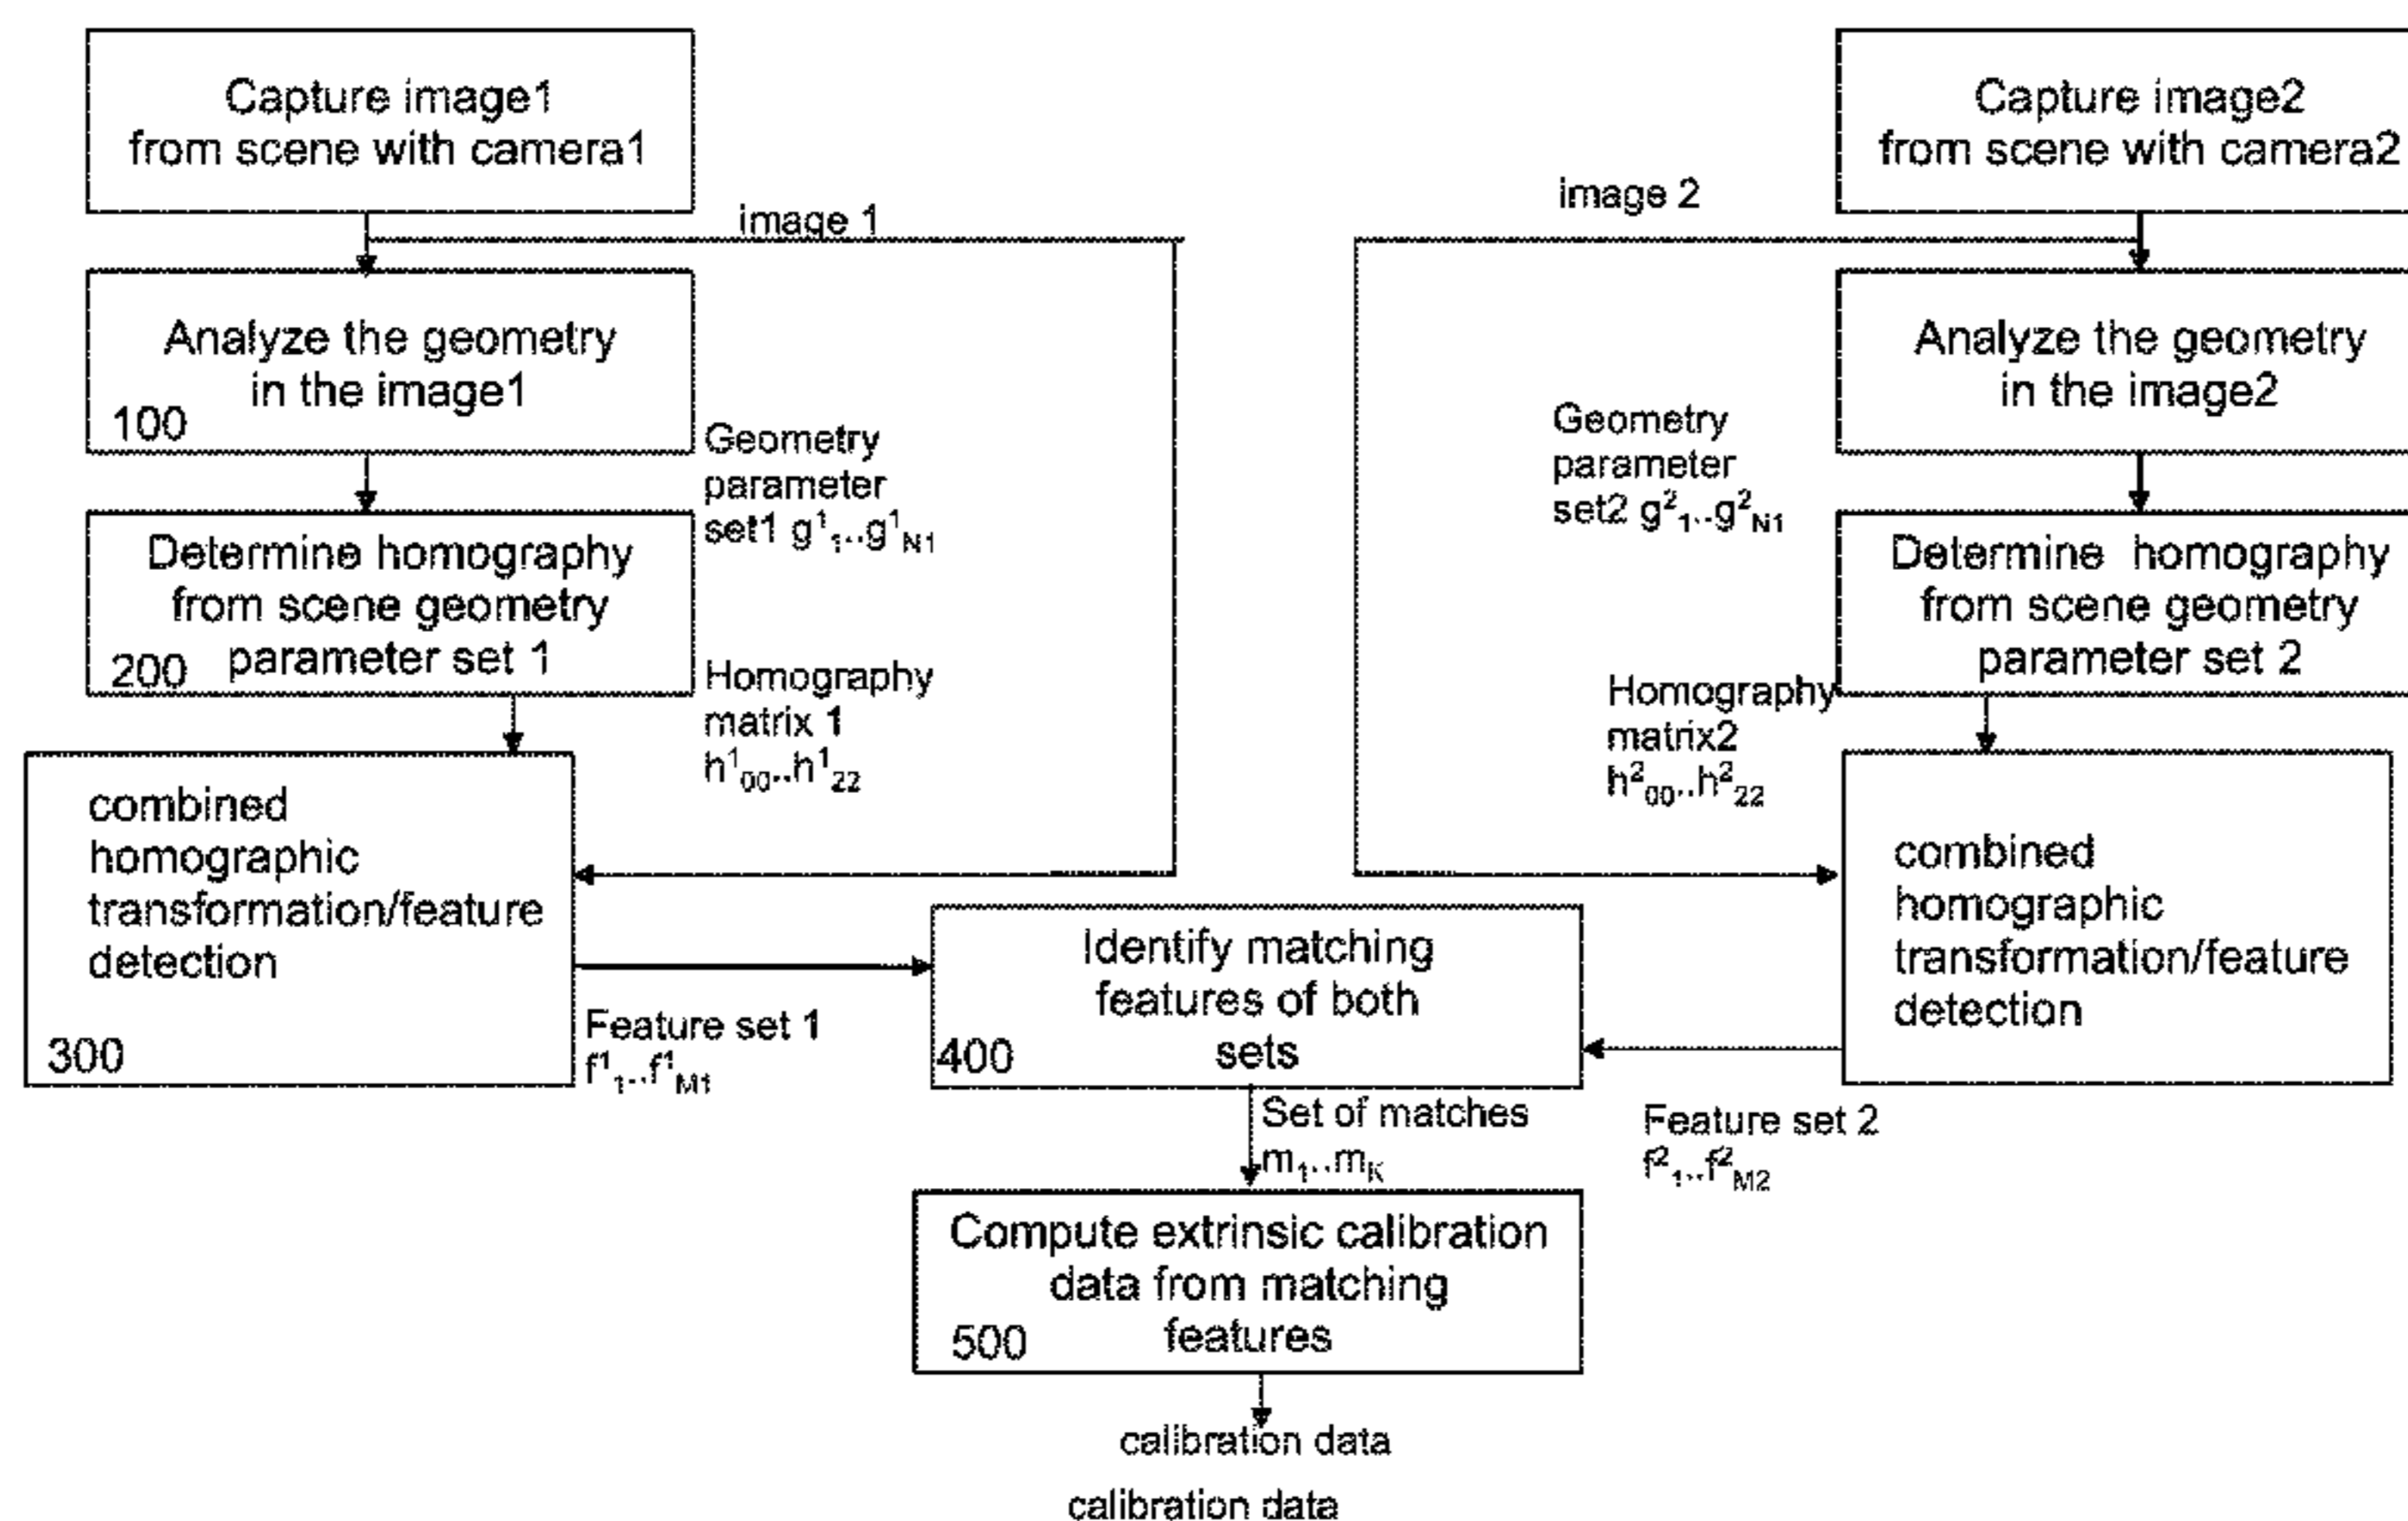 Capture image1
from scene with camera1
Capture image2
from scene with camera2
image 1
image 2
Analyze the geometry
in the image1
100
Analyze the geometry
in the image2
Geometry
parameter
set1 g¹₁..g¹N1
Geometry
parameter
set2 g²₁..g²N1
Determine homography
from scene geometry
200 parameter set 1
Determine homography
from scene geometry
parameter set 2
Homography
matrix 1
h¹₀₀..h¹₂₂
Homography
matrix2
h²₀₀..h²₂₂
combined
homographic
transformation/feature
detection
300
combined
homographic
transformation/feature
detection
Feature set 1
f¹₁..f¹M1
Identify matching
features of both
400 sets
Feature set 2
f²₁..f²M2
Set of matches
m₁..mK
Compute extrinsic calibration
data from matching
500 features
calibration data
calibration data